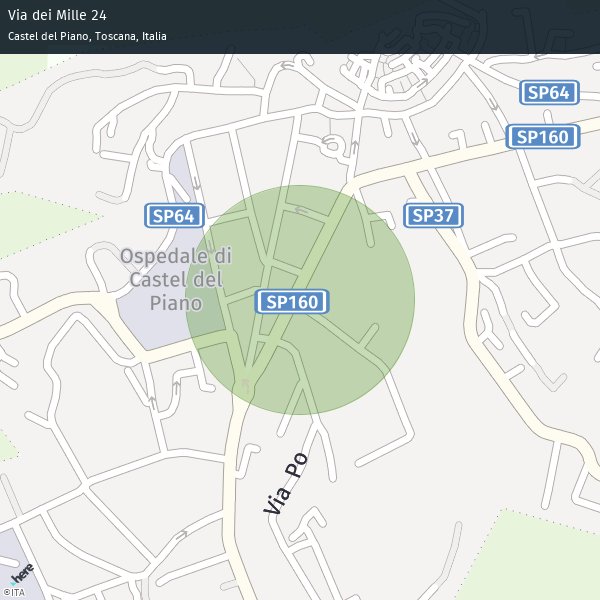 Via dei Mille 24
Castel del Piano, Toscana, Italia
SP64
SP160
SP64
SP37
Ospedale di
Castel del
Piano
SP160
Via Po
here
©ITA